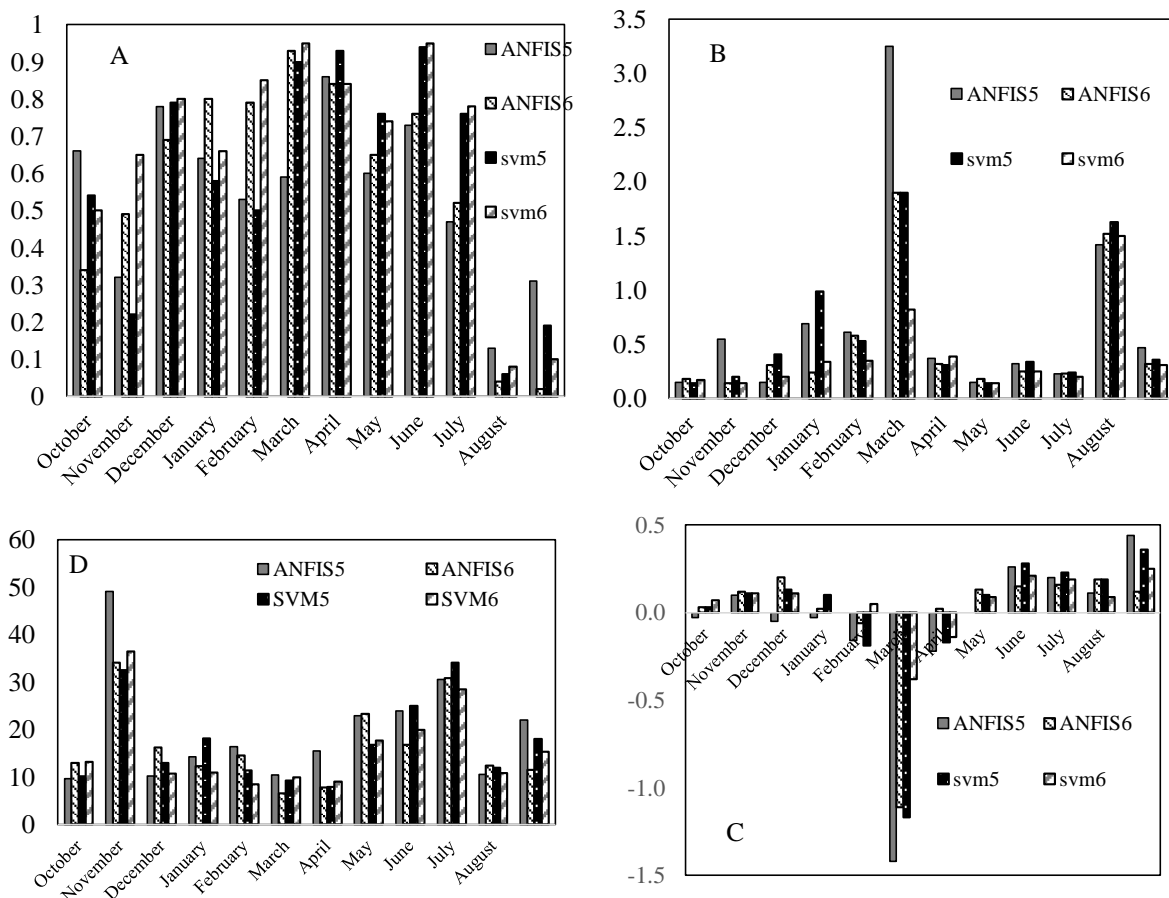 A
1
0.9
0.8
0.7
0.6
0.5
0.4
0.3
0.2
0.1
0
October
November
December
January
February
March
April
May
June
July
August
ANFIS5
ANFIS6
svm5
svm6
B
3.5
3.0
2.5
2.0
1.5
1.0
0.5
0.0
October
November
December
January
February
March
April
May
June
July
August
ANFIS5 ANFIS6
svm5 svm6
D
60
50
40
30
20
10
0
October
November
December
January
February
March
April
May
June
July
August
ANFIS5 ANFIS6
SVM5 SVM6
0.5
0.0
-0.5
-1.0
-1.5
October
November
December
January
February
March
April
May
June
July
August
ANFIS5 ANFIS6
svm5 svm6
C